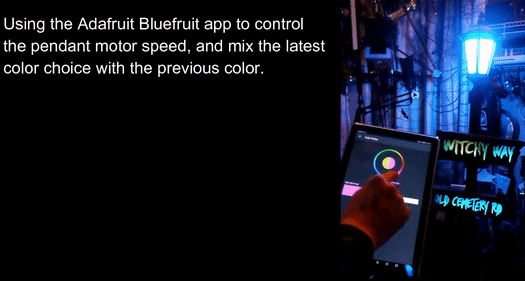 Using the Adafruit Bluefruit app to control
the pendant motor speed, and mix the latest
color choice with the previous color.
WITCHY WAY
OLD CEMETERY RD